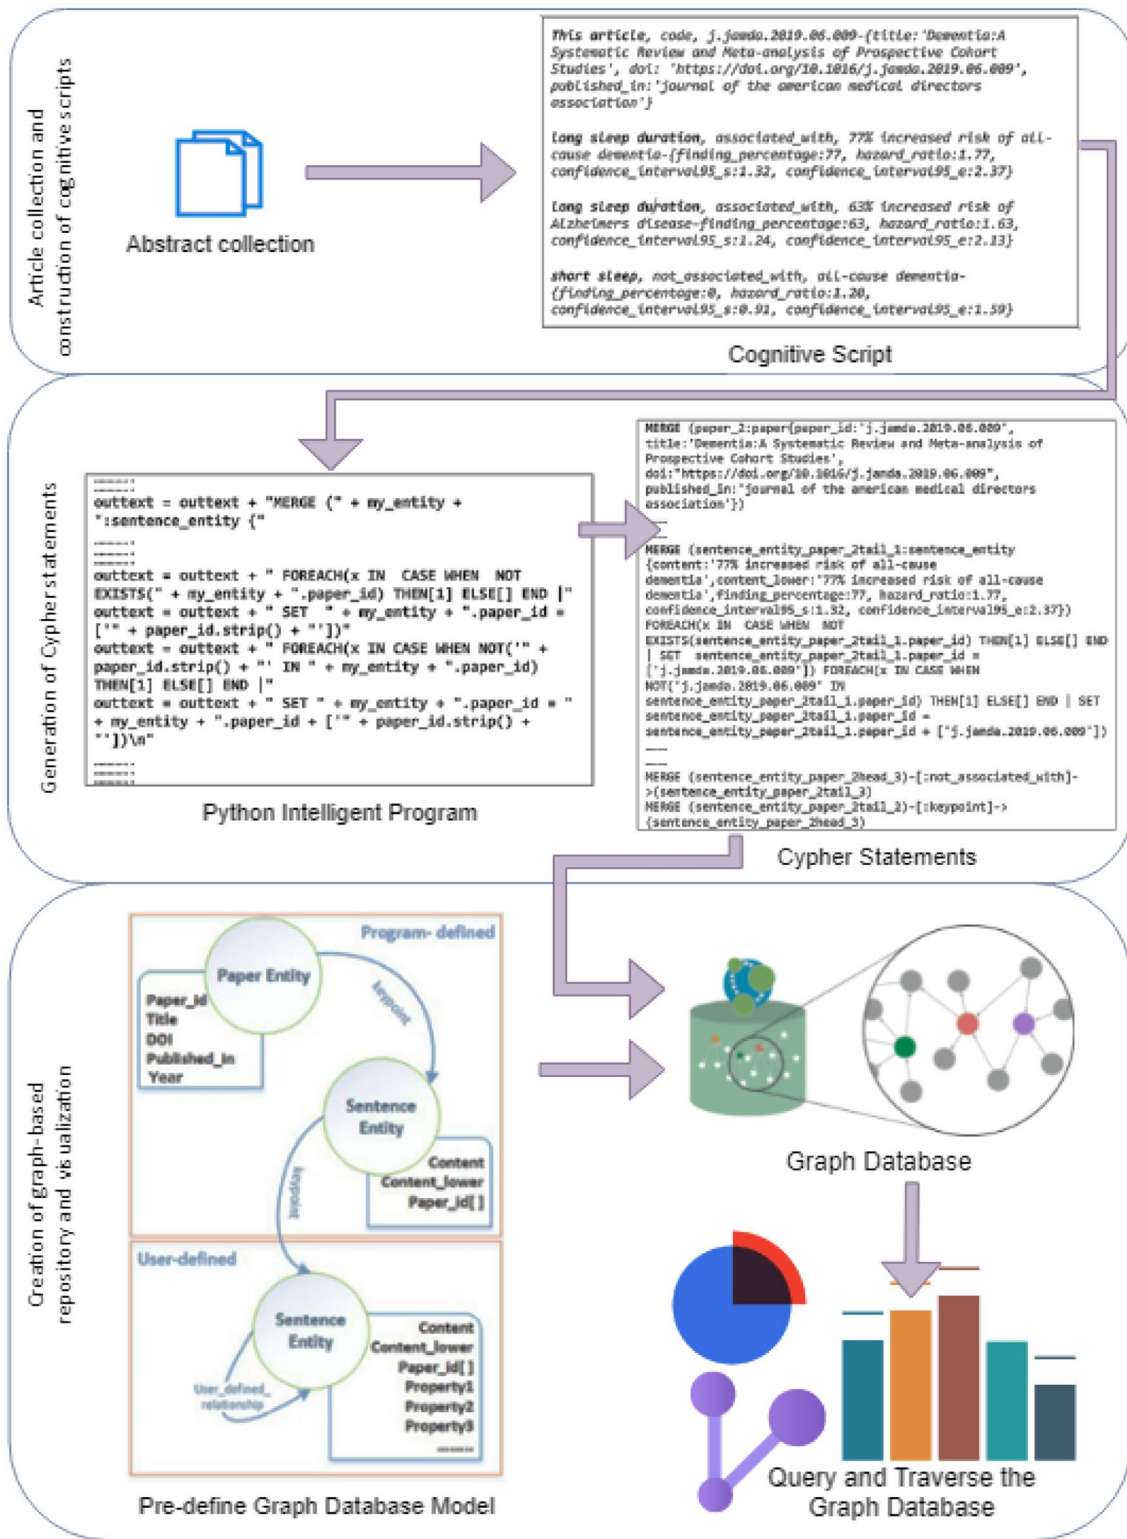 Article collection and
construction of cognitive scripts
Abstract collection
This article, code, j.jamda.2019.06.009-{title:'Dementia:A
Systematic Review and Meta-analysis of Prospective Cohort
Studies', doi: 'https://doi.org/10.1016/j.jamda.2019.06.009',
published_in:'journal of the american medical directors
association'}
long sleep duration, associated_with, 77% increased risk of all-
cause dementia-{finding_percentage:77, hazard_ratio:1.77,
confidence_interval95_s:1.32, confidence_interval95_e:2.37}
long sleep duration, associated_with, 63% increased risk of
Alzheimers disease-finding_percentage:63, hazard_ratio:1.63,
confidence_interval95_s:1.24, confidence_interval95_e:2.13}
short sleep, not_associated_with, all-cause dementia-
{finding_percentage:0, hazard_ratio:1.20,
confidence_interval95_s:0.91, confidence_interval95_e:1.59}
Cognitive Script
Generation of Cypher statements
outtext = outtext + "MERGE (" + my_entity +
":sentence_entity {"
outtext = outtext + " FOREACH(x IN  CASE WHEN  NOT
EXISTS(" + my_entity + ".paper_id) THEN[1] ELSE[] END |"
outtext = outtext + " SET  " + my_entity + ".paper_id =
['" + paper_id.strip() + "'])"
outtext = outtext + " FOREACH(x IN CASE WHEN NOT('" +
paper_id.strip() + "' IN " + my_entity + ".paper_id)
THEN[1] ELSE[] END |"
outtext = outtext + " SET " + my_entity + ".paper_id = "
+ my_entity + ".paper_id + ['" + paper_id.strip() +
"'])\n"
Python Intelligent Program
MERGE (paper_2:paper{paper_id:'j.jamda.2019.06.009',
title:'Dementia:A Systematic Review and Meta-analysis of
Prospective Cohort Studies',
doi:"https://doi.org/10.1016/j.jamda.2019.06.009",
published_in:'journal of the american medical directors
association'})
MERGE (sentence_entity_paper_2tail_1:sentence_entity
{content:'77% increased risk of all-cause
dementia',content_lower:'77% increased risk of all-cause
dementia',finding_percentage:77, hazard_ratio:1.77,
confidence_interval95_s:1.32, confidence_interval95_e:2.37})
FOREACH(x IN  CASE WHEN  NOT
EXISTS(sentence_entity_paper_2tail_1.paper_id) THEN[1] ELSE[] END
| SET  sentence_entity_paper_2tail_1.paper_id =
['j.jamda.2019.06.009']) FOREACH(x IN CASE WHEN
NOT('j.jamda.2019.06.009' IN
sentence_entity_paper_2tail_1.paper_id) THEN[1] ELSE[] END | SET
sentence_entity_paper_2tail_1.paper_id =
sentence_entity_paper_2tail_1.paper_id + ['j.jamda.2019.06.009'])
MERGE (sentence_entity_paper_2head_3)-[:not_associated_with]-
>(sentence_entity_paper_2tail_3)
MERGE (sentence_entity_paper_2tail_2)-[:keypoint]->
(sentence_entity_paper_2head_3)
Cypher Statements
Creation of graph-based
repository and visualization
Program- defined
Paper Entity
Paper_id
Title
DOI
Published_in
Year
keypoint
Sentence
Entity
Content
Content_lower
Paper_id[ ]
keypoint
User-defined
Sentence
Entity
User_defined_
relationship
Content
Content_lower
Paper_id[ ]
Property1
Property2
Property3
Pre-define Graph Database Model
Graph Database
Query and Traverse the
Graph Database